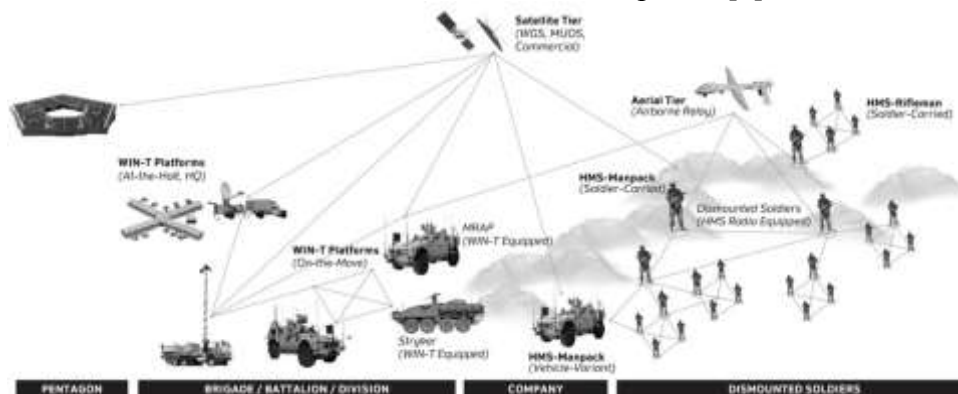 Satellite Tier
(WGS, MUOS,
Commercial)
Aerial Tier
(Airborne Relay)
HMS-Rifleman
(Soldier-Carried)
WIN-T Platforms
(At-the-Halt, HQ)
HMS-Manpack
(Soldier-Carried)
Dismounted Soldiers
(HMS Radio Equipped)
MRAP
(WIN-T Equipped)
WIN-T Platforms
(On-the-Move)
Stryker
(WIN-T Equipped)
HMS-Manpack
(Vehicle-Variant)
PENTAGON
BRIGADE / BATTALION / DIVISION
COMPANY
DISMOUNTED SOLDIERS